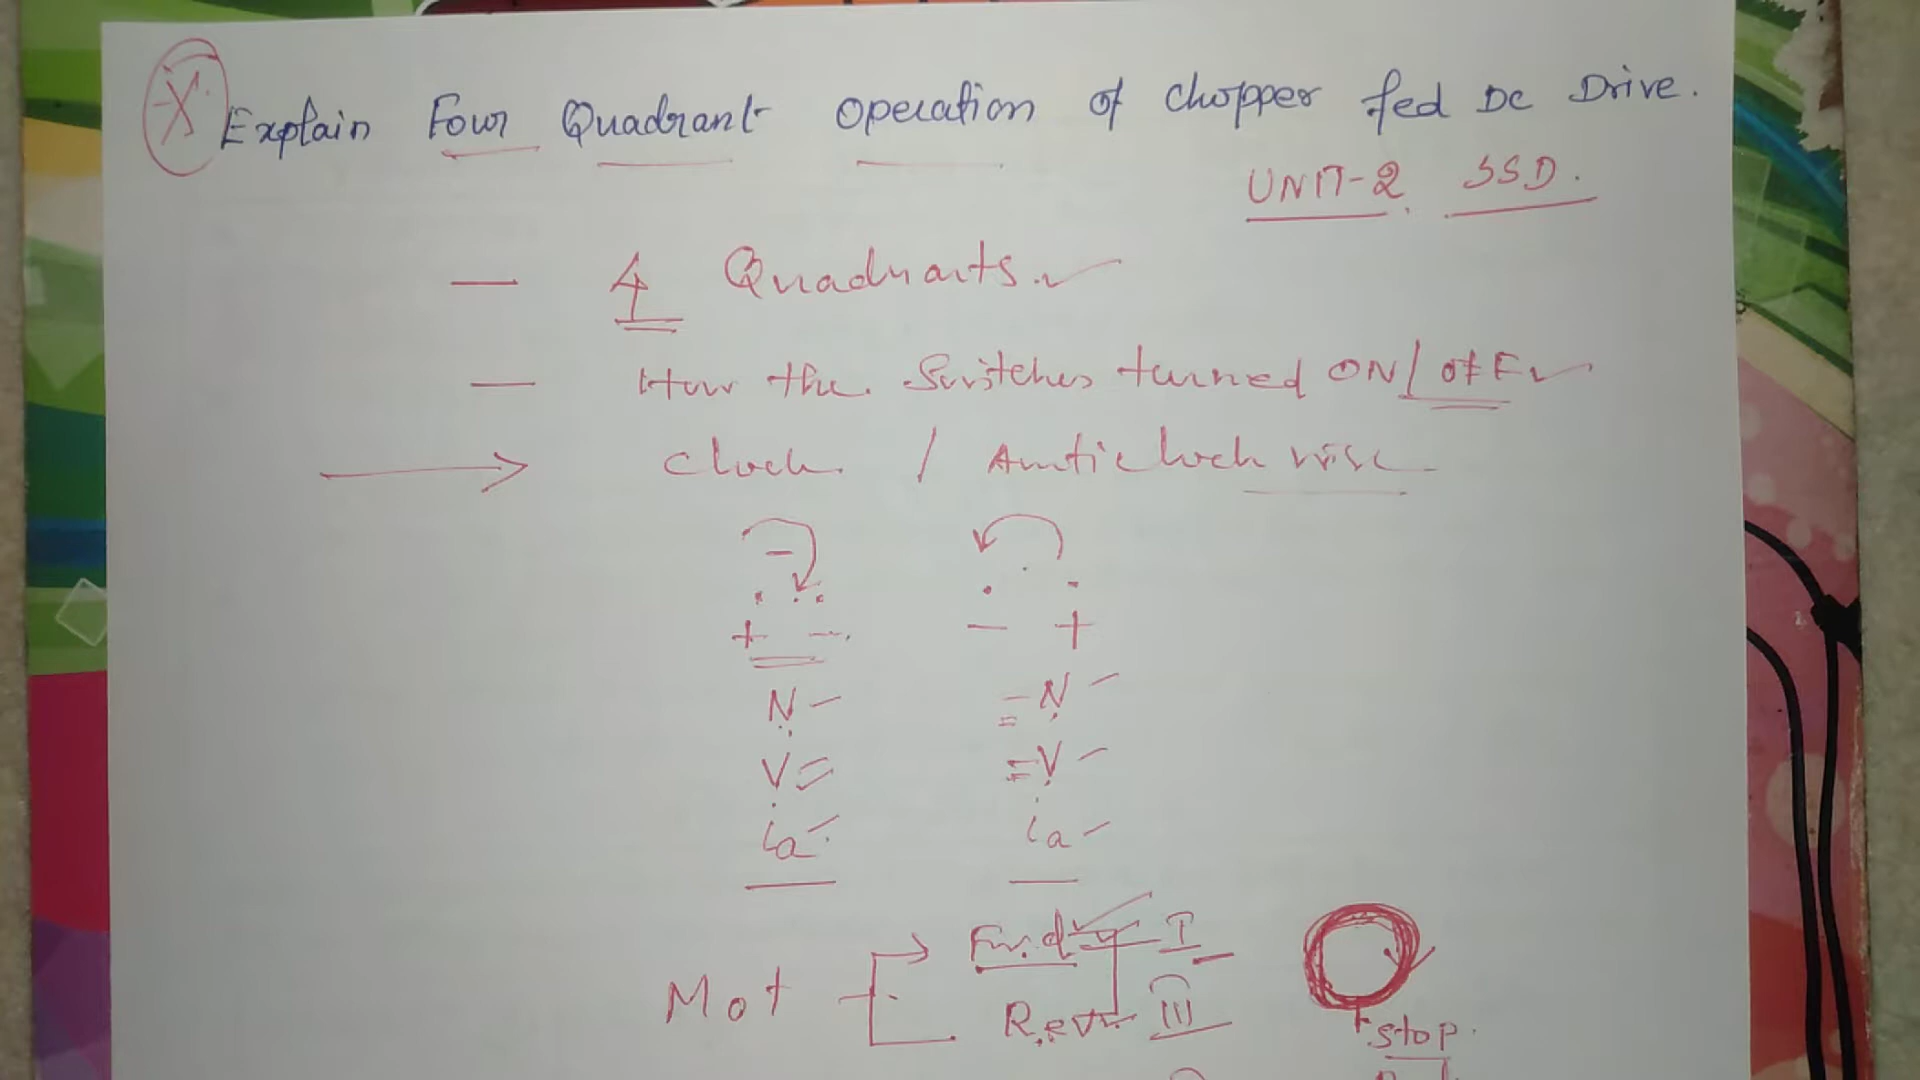 Explain Four Quadrant operation of chopper fed DC Drive.
UNIT-2 SSD.
— 4 Quadrants.
— How the Switches turned ON/OFF
→ Clock / Anticlock wise
+ − − +
N -N
V -V
ia ia
Mot Fwd I
Rev III
stop.